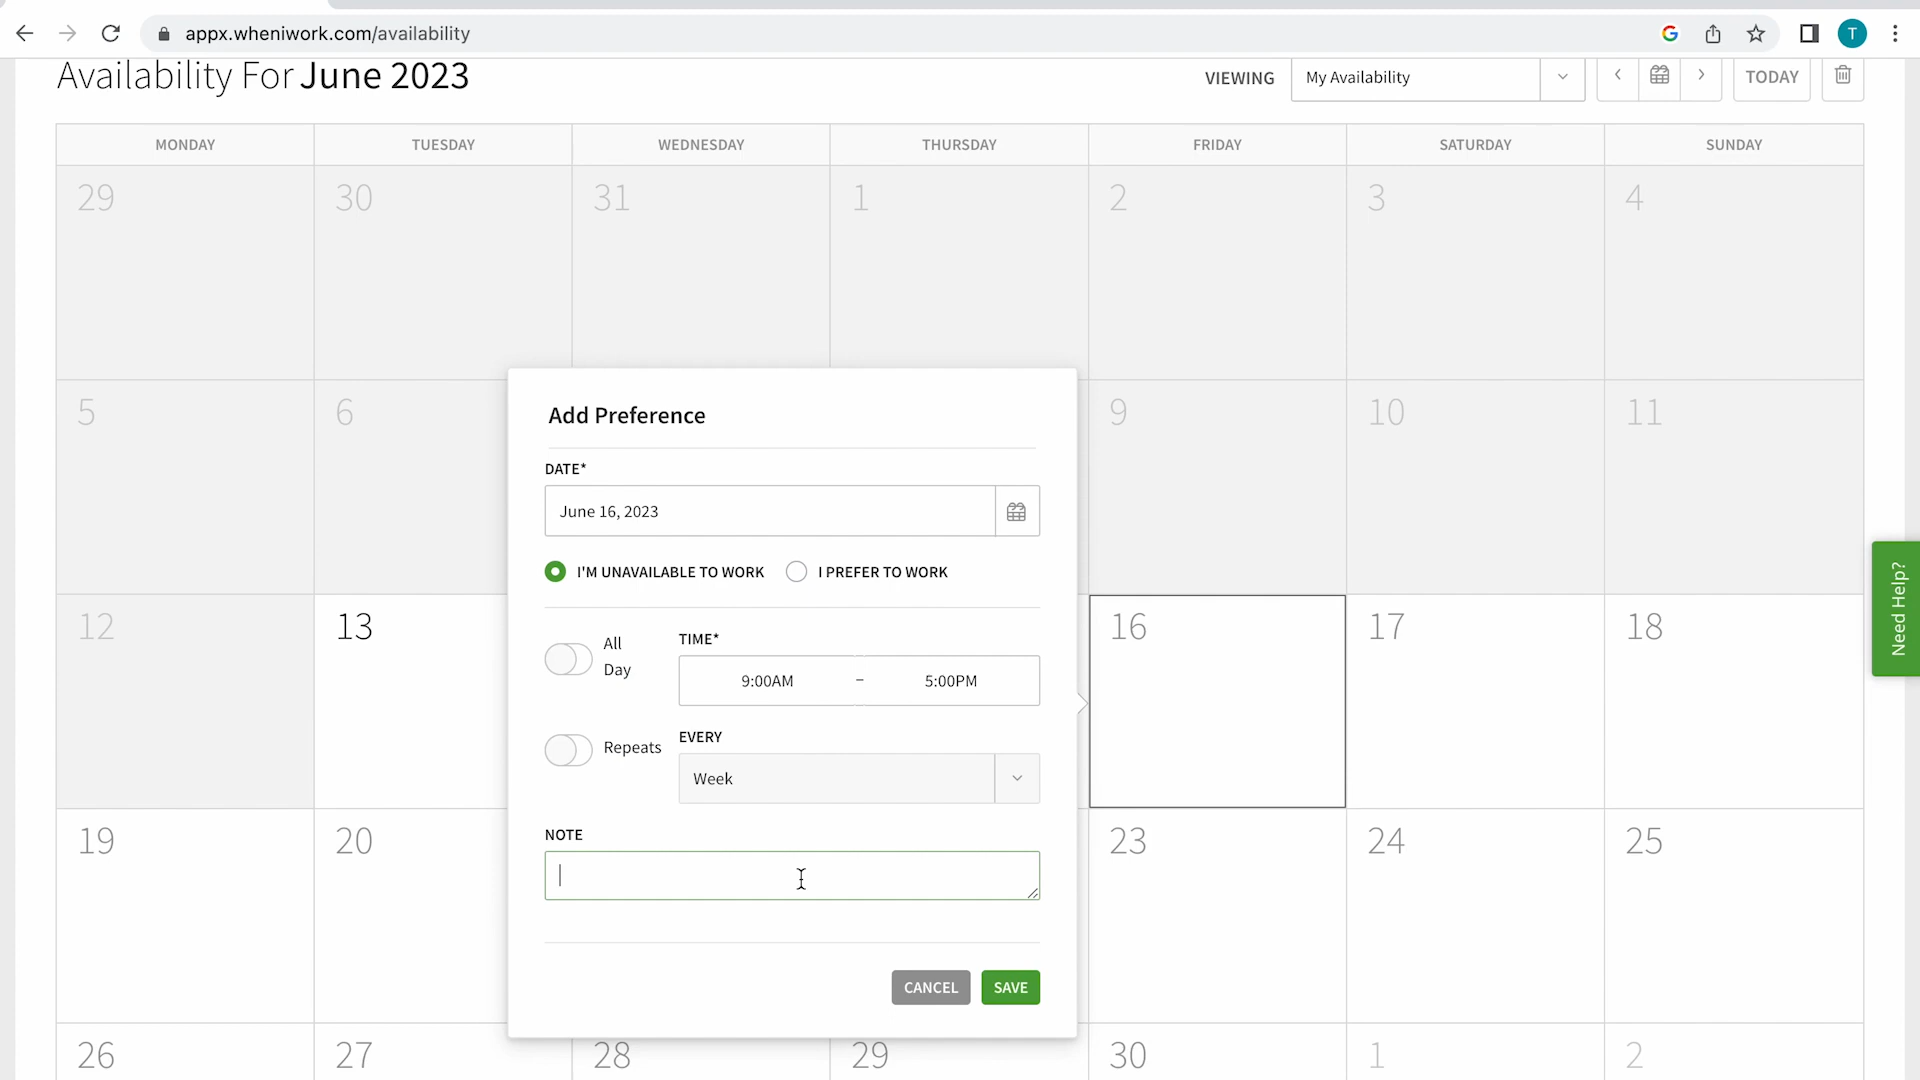 appx.wheniwork.com/availability
T
Availability For June 2023
VIEWING
My Availability
TODAY
MONDAY TUESDAY WEDNESDAY THURSDAY FRIDAY SATURDAY SUNDAY
29 30 31 1 2 3 4
5 6 9 10 11
12 13 16 17 18
19 20 23 24 25
26 27 28 29 30 1 2
Add Preference
DATE*
June 16, 2023
I'M UNAVAILABLE TO WORK I PREFER TO WORK
All
Day
TIME*
9:00AM – 5:00PM
Repeats
EVERY
Week
NOTE
CANCEL SAVE
Need Help?